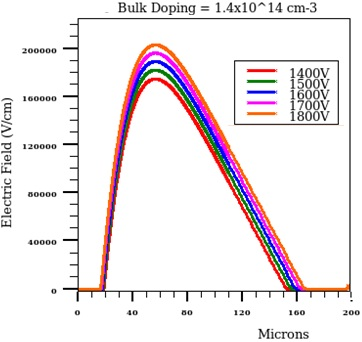 Bulk Doping = 1.4x10^14 cm-3
Electric Field (V/cm)
200000
160000
120000
80000
40000
0
1400V
1500V
1600V
1700V
1800V
0 40 80 120 160 200
Microns